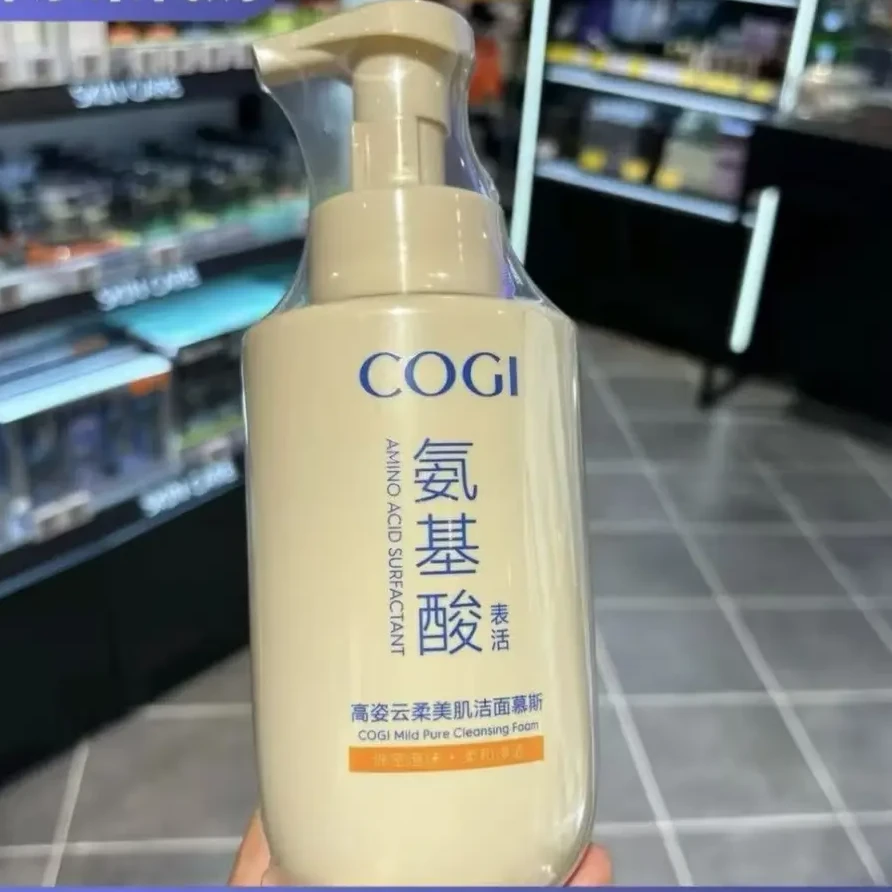 SKIN CARE
SKIN CARE
SKIN CARE
COGI
氨基酸
表活
AMINO ACID SURFACTANT
高姿云柔美肌洁面慕斯
COGI Mild Pure Cleansing Foam